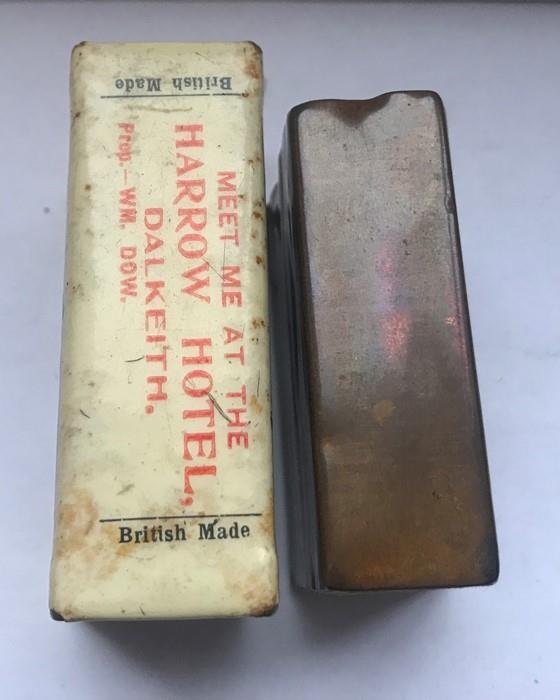 British Made
MEET ME AT THE
HARROW HOTEL,
DALKEITH.
Prop.—WM. DOW.
British Made